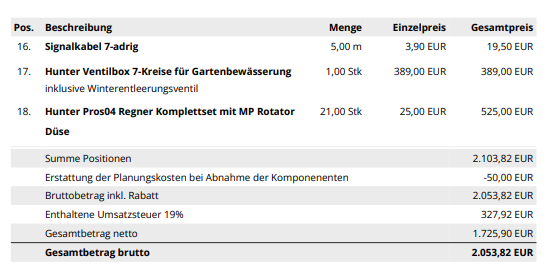 Pos. Beschreibung Menge Einzelpreis Gesamtpreis
16. Signalkabel 7-adrig 5,00 m 3,90 EUR 19,50 EUR
17. Hunter Ventilbox 7-Kreise für Gartenbewässerung 1,00 Stk 389,00 EUR 389,00 EUR
inklusive Winterentleerungsventil
18. Hunter Pros04 Regner Komplettset mit MP Rotator 21,00 Stk 25,00 EUR 525,00 EUR
Düse
Summe Positionen 2.103,82 EUR
Erstattung der Planungskosten bei Abnahme der Komponenenten -50,00 EUR
Bruttobetrag inkl. Rabatt 2.053,82 EUR
Enthaltene Umsatzsteuer 19% 327,92 EUR
Gesamtbetrag netto 1.725,90 EUR
Gesamtbetrag brutto 2.053,82 EUR